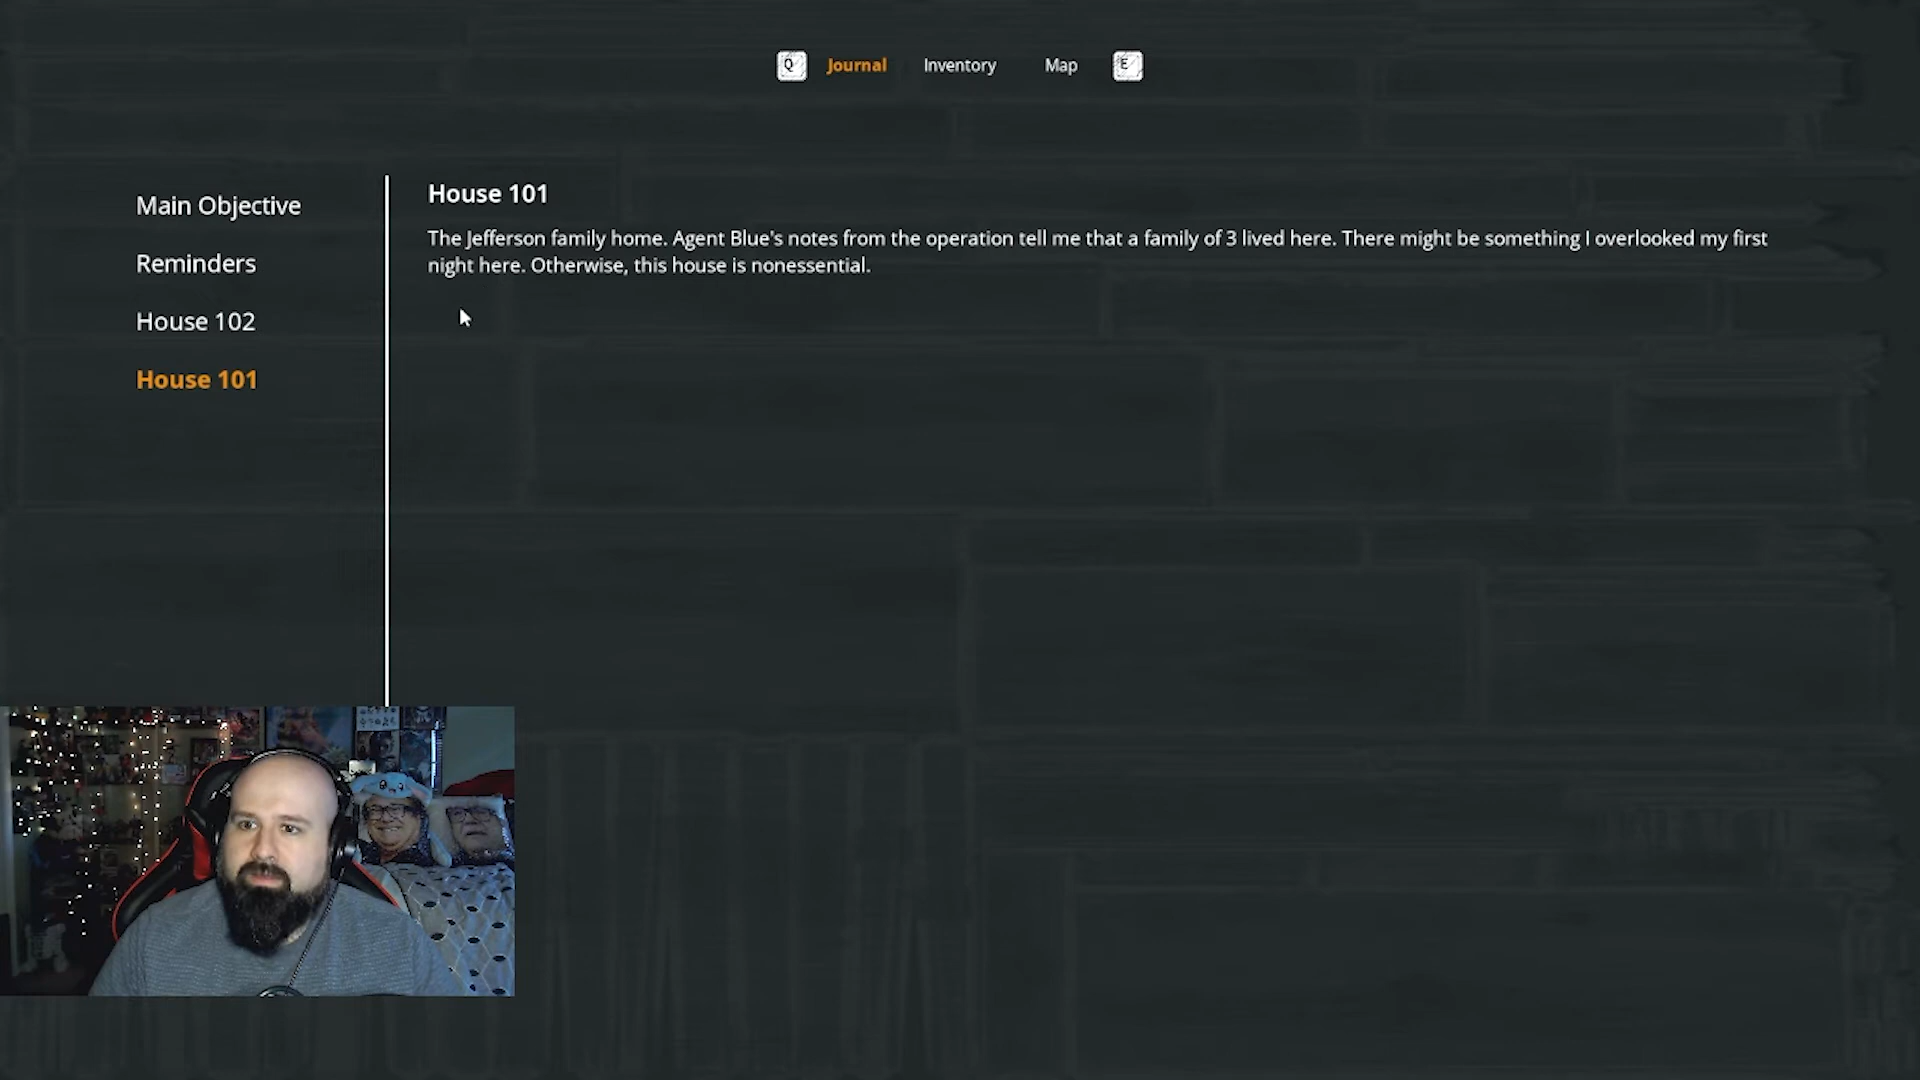 Q Journal Inventory Map E
Main Objective
Reminders
House 102
House 101
House 101
The Jefferson family home. Agent Blue's notes from the operation tell me that a family of 3 lived here. There might be something I overlooked my first
night here. Otherwise, this house is nonessential.